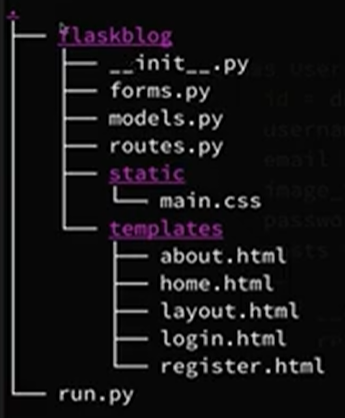 .
├── flaskblog
│   ├── __init__.py
│   ├── forms.py
│   ├── models.py
│   ├── routes.py
│   ├── static
│   │   └── main.css
│   └── templates
│       ├── about.html
│       ├── home.html
│       ├── layout.html
│       ├── login.html
│       └── register.html
└── run.py